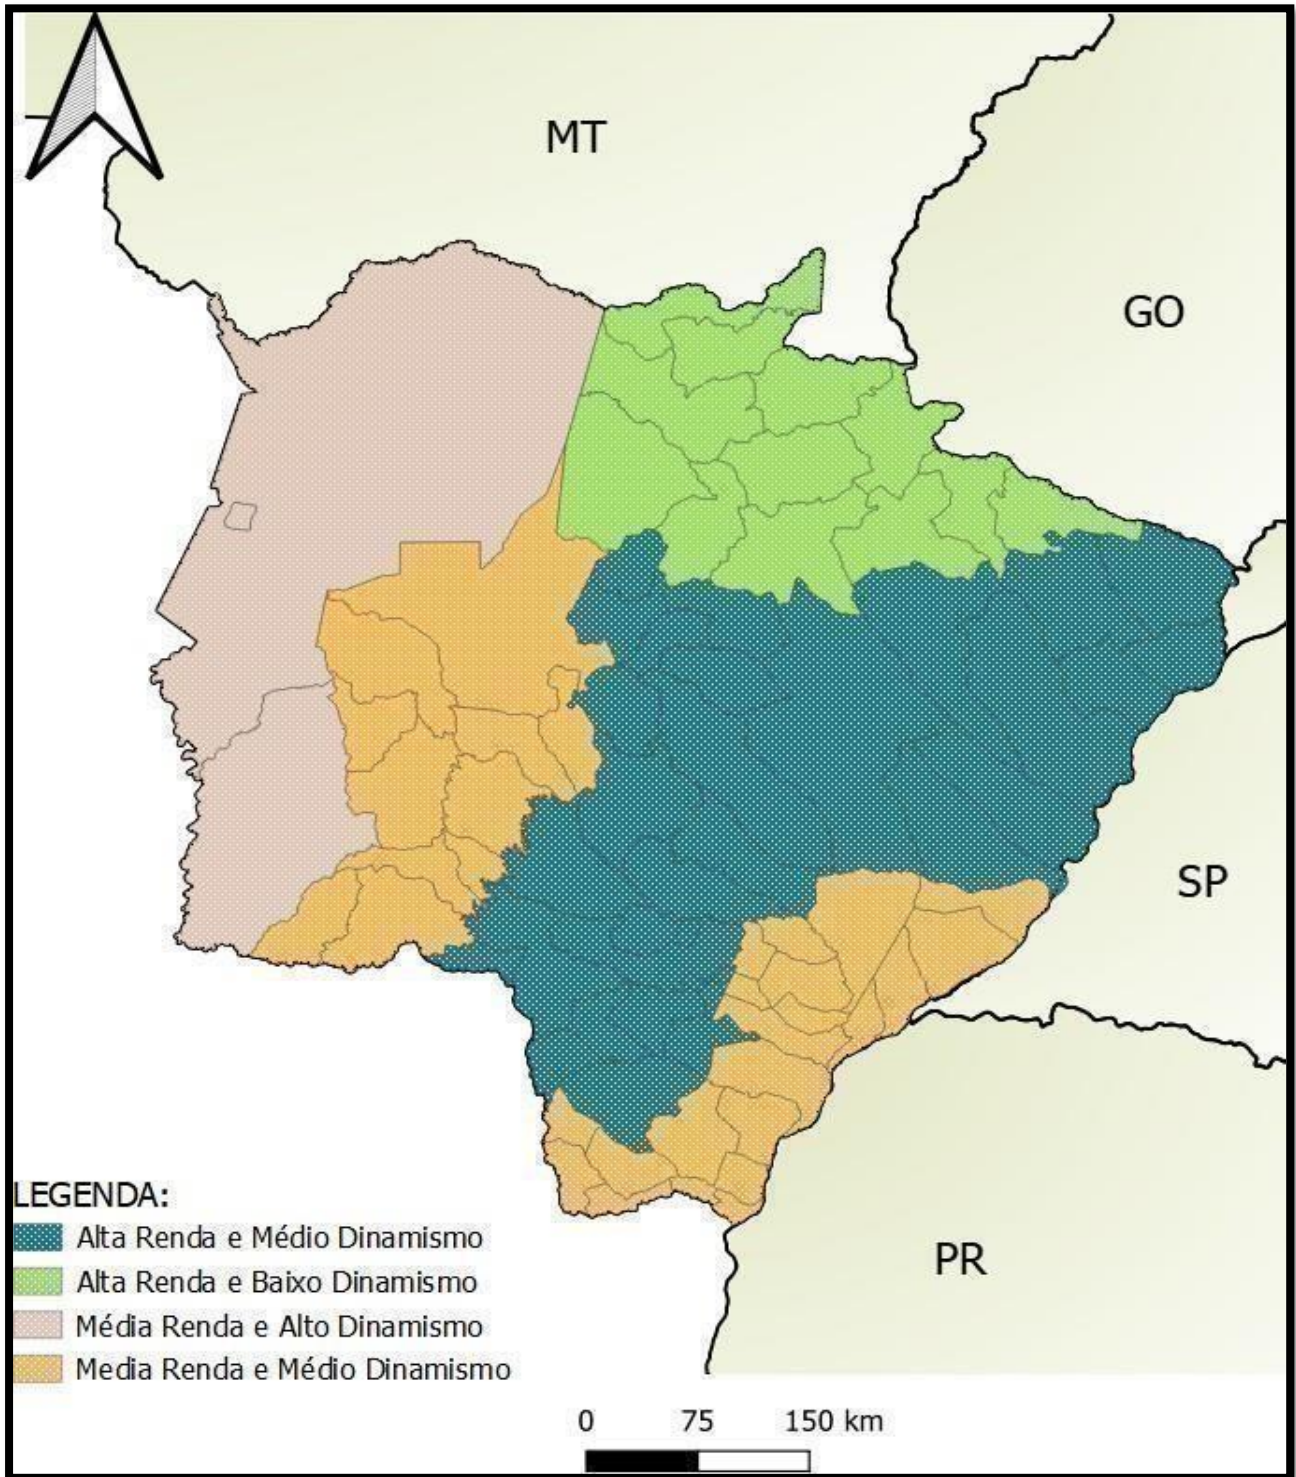 MT
GO
SP
PR
LEGENDA:
Alta Renda e Médio Dinamismo
Alta Renda e Baixo Dinamismo
Média Renda e Alto Dinamismo
Media Renda e Médio Dinamismo
0 75 150 km